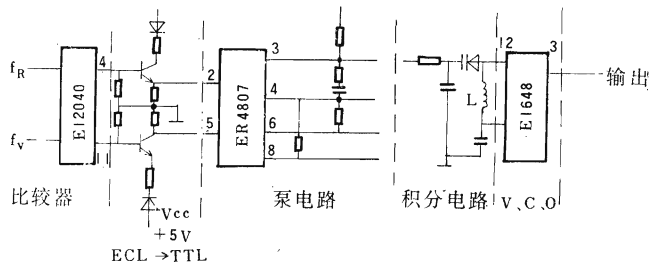 f_R
f_V
E12040
4
11
2
5
ER4807
3
4
6
8
L
2
3
E1648
输出
比较器
Vcc
+5V
ECL→TTL
泵电路
积分电路
V、C、O